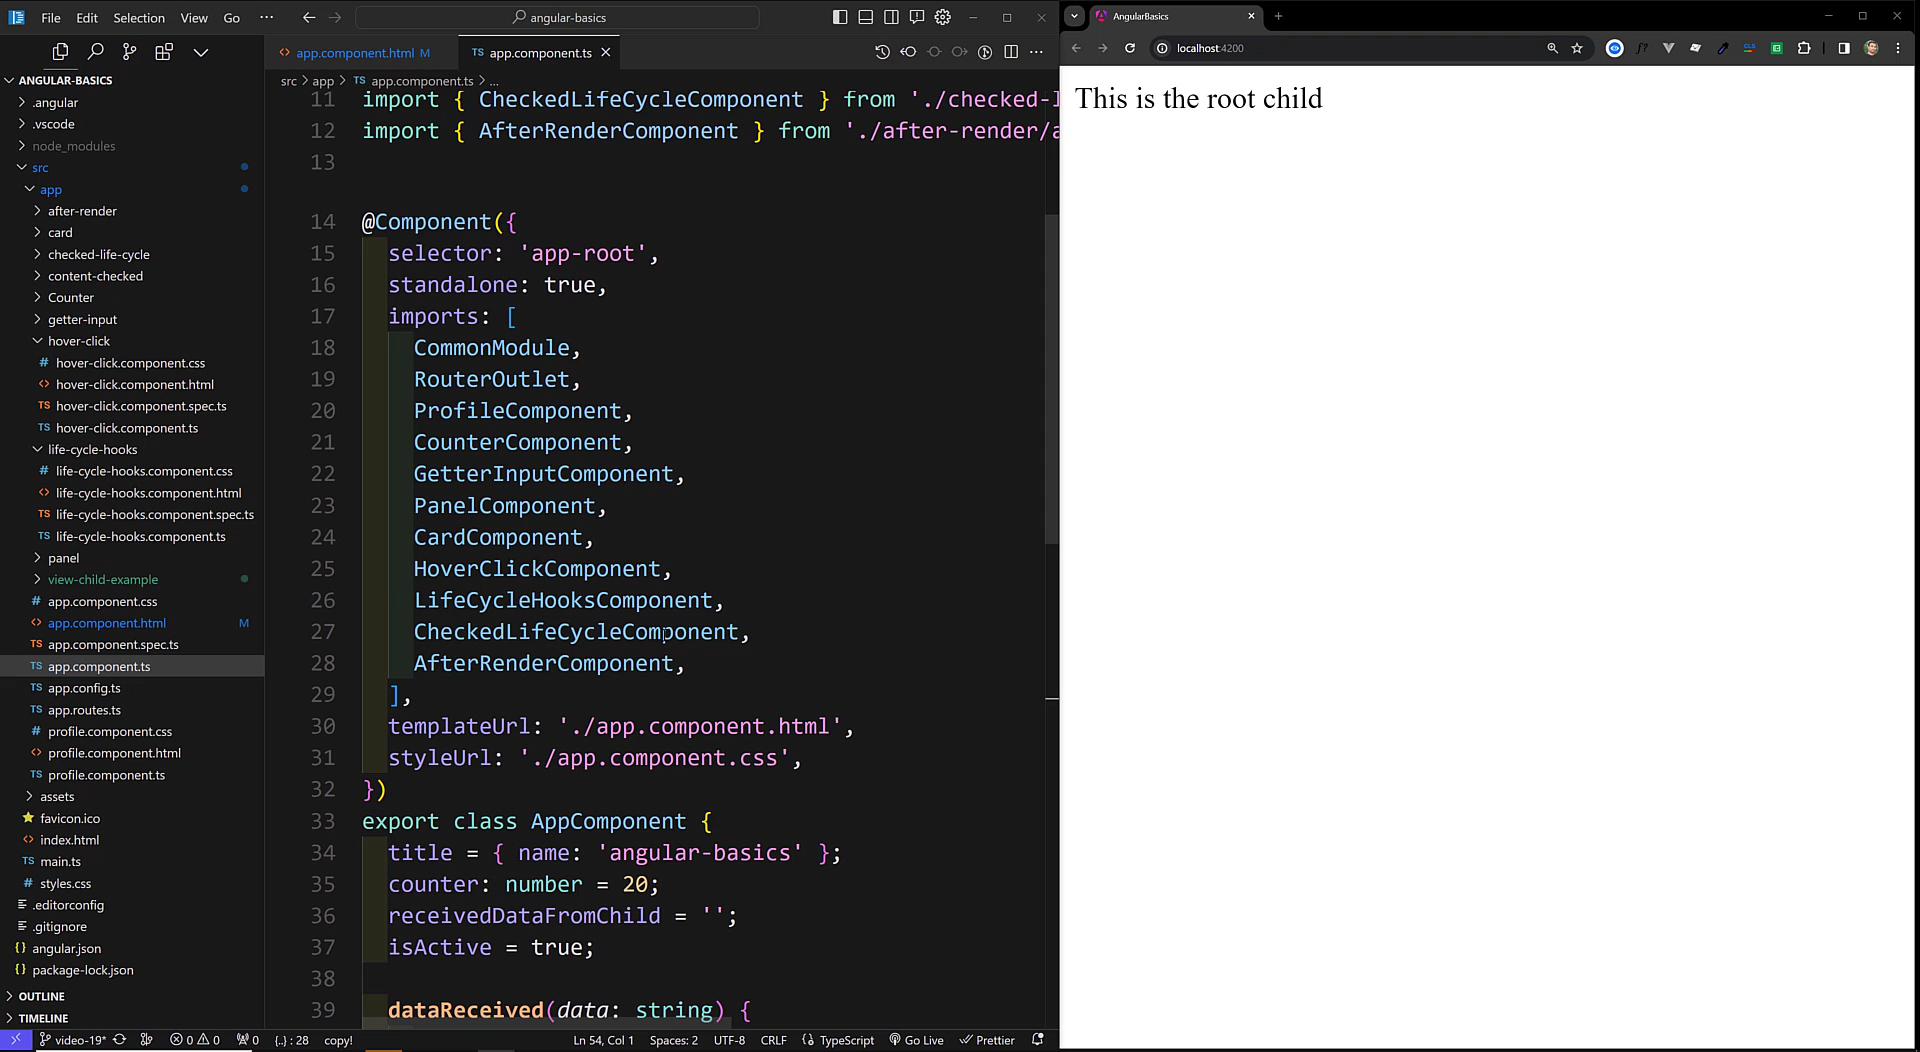 File Edit Selection View Go ··· angular-basics
ANGULAR-BASICS
.angular
.vscode
node_modules
src
app
after-render
card
checked-life-cycle
content-checked
Counter
getter-input
hover-click
# hover-click.component.css
<> hover-click.component.html
TS hover-click.component.spec.ts
TS hover-click.component.ts
life-cycle-hooks
# life-cycle-hooks.component.css
<> life-cycle-hooks.component.html
TS life-cycle-hooks.component.spec.ts
TS life-cycle-hooks.component.ts
panel
view-child-example
# app.component.css
<> app.component.html M
TS app.component.spec.ts
TS app.component.ts
TS app.config.ts
TS app.routes.ts
# profile.component.css
<> profile.component.html
TS profile.component.ts
assets
favicon.ico
<> index.html
TS main.ts
# styles.css
.editorconfig
.gitignore
{} angular.json
{} package-lock.json
OUTLINE
TIMELINE
<> app.component.html M TS app.component.ts
src > app > TS app.component.ts > ...
11 import { CheckedLifeCycleComponent } from './checked-l
12 import { AfterRenderComponent } from './after-render/a
13
14 @Component({
15 selector: 'app-root',
16 standalone: true,
17 imports: [
18 CommonModule,
19 RouterOutlet,
20 ProfileComponent,
21 CounterComponent,
22 GetterInputComponent,
23 PanelComponent,
24 CardComponent,
25 HoverClickComponent,
26 LifeCycleHooksComponent,
27 CheckedLifeCycleComponent,
28 AfterRenderComponent,
29 ],
30 templateUrl: './app.component.html',
31 styleUrl: './app.component.css',
32 })
33 export class AppComponent {
34 title = { name: 'angular-basics' };
35 counter: number = 20;
36 receivedDataFromChild = '';
37 isActive = true;
38
39 dataReceived(data: string) {
video-19* 0 0 0 {..} : 28 copy! Ln 54, Col 1 Spaces: 2 UTF-8 CRLF TypeScript Go Live Prettier
AngularBasics
localhost:4200
This is the root child